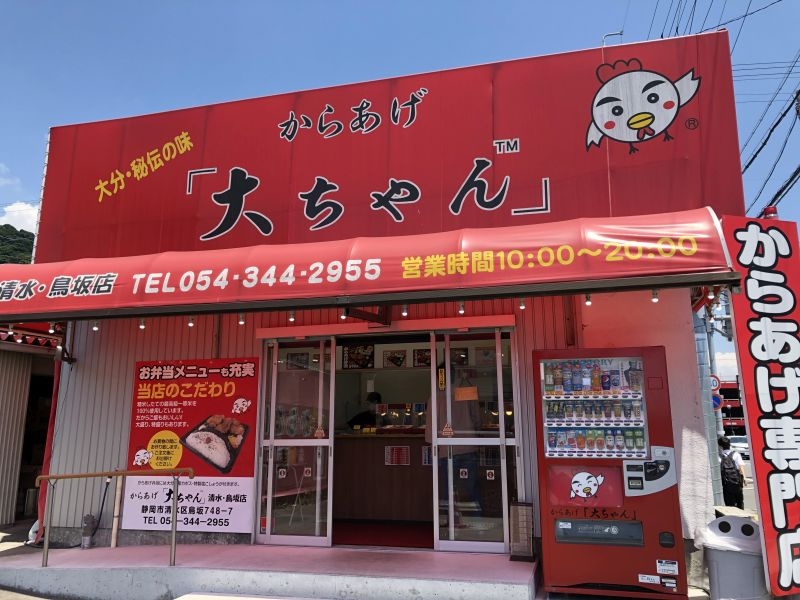 からあげ
大分・秘伝の味
「大ちゃん」TM
®
清水・鳥坂店 TEL054-344-2955 営業時間10:00〜20:00
からあげ専門店
お弁当メニューも充実
当店のこだわり
からあげ「大ちゃん」清水・鳥坂店
静岡市清水区鳥坂748-7
TEL 054-344-2955
からあげ「大ちゃん」